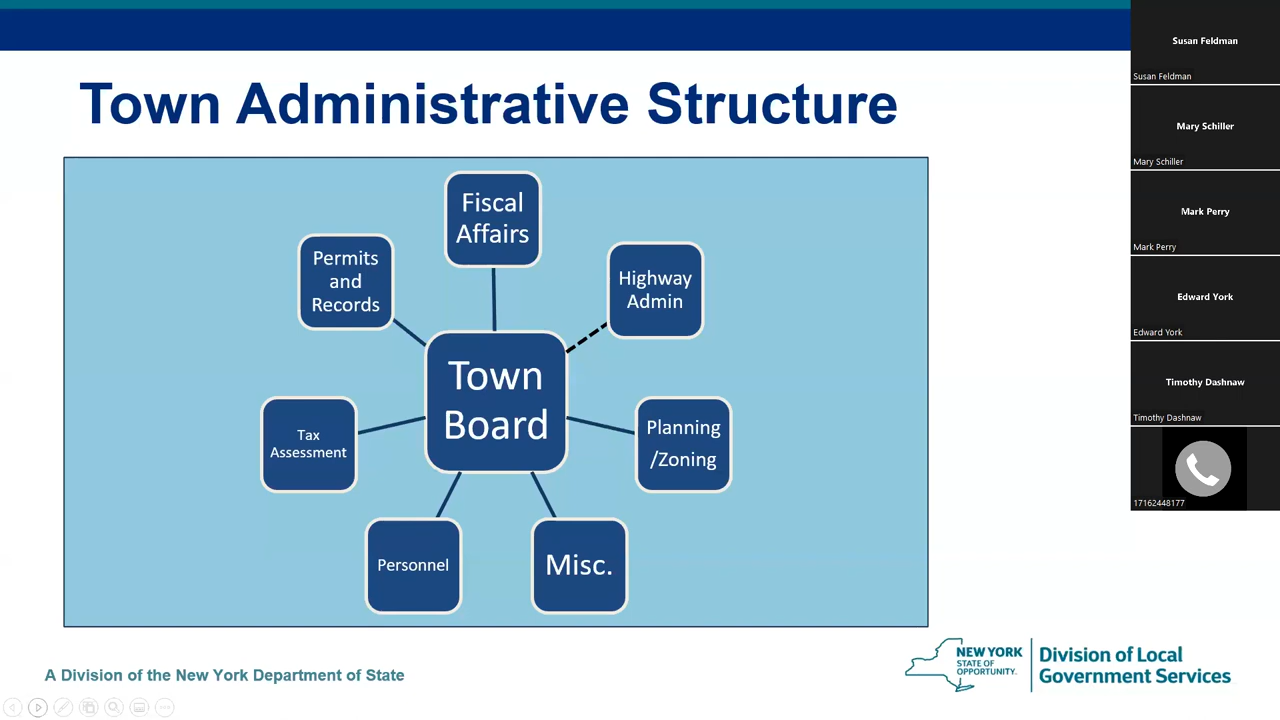 Town Administrative Structure
Fiscal
Affairs
Permits
and
Records
Highway
Admin
Town
Board
Tax
Assessment
Planning
/Zoning
Personnel
Misc.
A Division of the New York Department of State
NEW YORK
STATE OF
OPPORTUNITY.
Division of Local
Government Services
Susan Feldman
Susan Feldman
Mary Schiller
Mary Schiller
Mark Perry
Mark Perry
Edward York
Edward York
Timothy Dashnaw
Timothy Dashnaw
17162448177